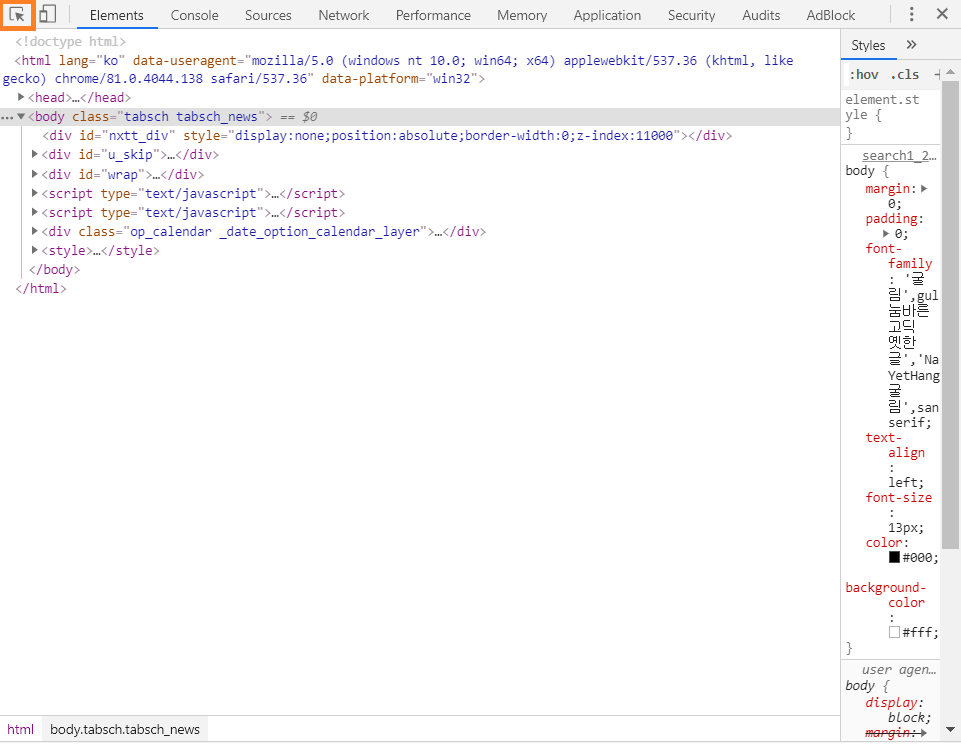 Elements Console Sources Network Performance Memory Application Security Audits AdBlock
<!doctype html>
<html lang="ko" data-useragent="mozilla/5.0 (windows nt 10.0; win64; x64) applewebkit/537.36 (khtml, like
gecko) chrome/81.0.4044.138 safari/537.36" data-platform="win32">
<head>…</head>
<body class="tabsch tabsch_news"> == $0
<div id="nxtt_div" style="display:none;position:absolute;border-width:0;z-index:11000"></div>
<div id="u_skip">…</div>
<div id="wrap">…</div>
<script type="text/javascript">…</script>
<script type="text/javascript">…</script>
<div class="op_calendar _date_option_calendar_layer">…</div>
<style>…</style>
</body>
</html>
html body.tabsch.tabsch_news
Styles
:hov .cls +
element.st
yle {
}
search1_2…
body {
margin:
0;
padding:
0;
font-
family
: '굴
림',gul
눔바른
고딕
옛한
글','Na
YetHang
굴
림',san
serif;
text-
align
:
left;
font-size
:
13px;
color:
#000;
background-
color
:
#fff;
}
user agen…
body {
display:
block;
margin: